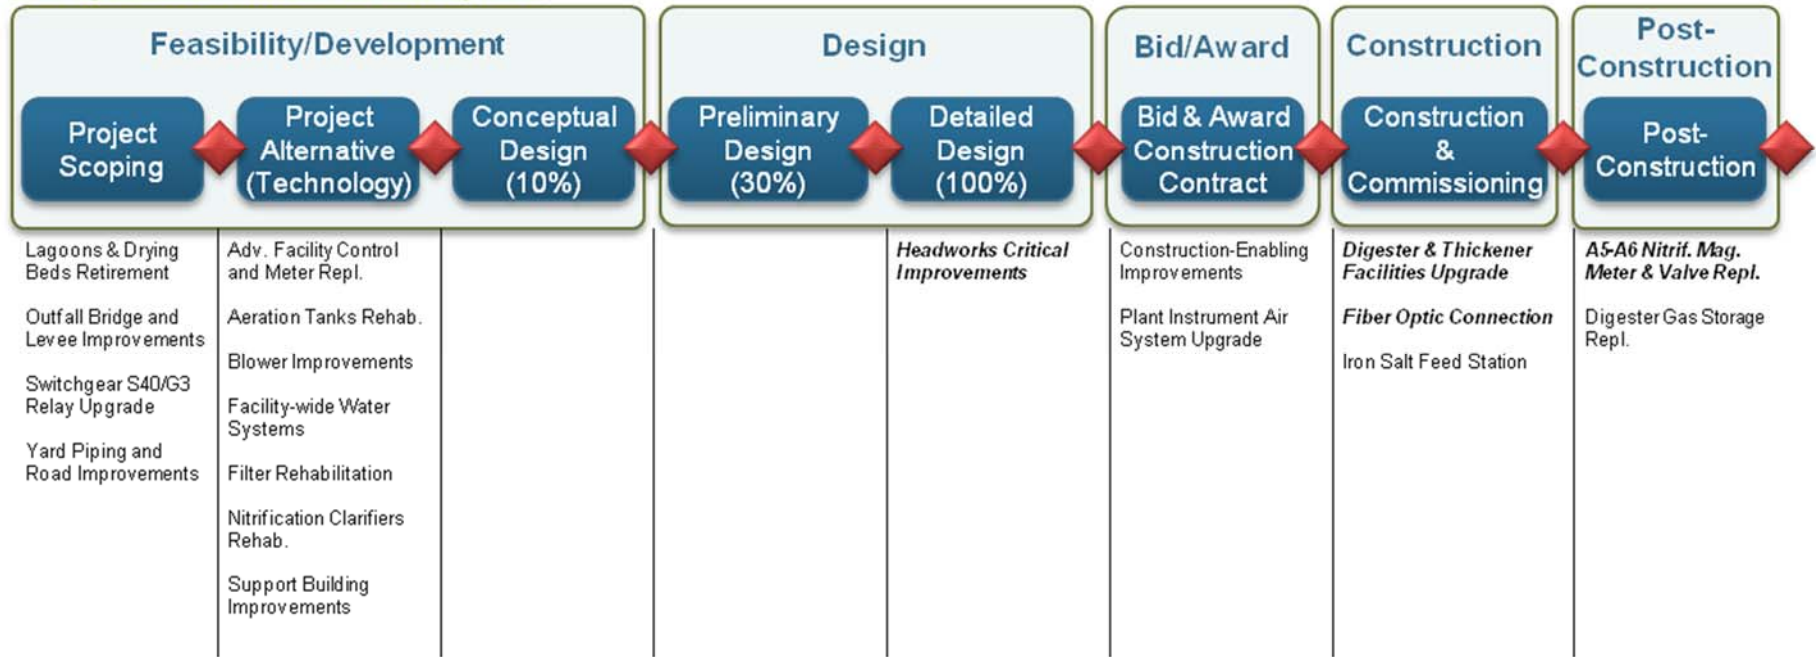 Feasibility/Development
Design
Bid/Award
Construction
Post-
Construction
Project
Scoping
Project
Alternative
(Technology)
Conceptual
Design
(10%)
Preliminary
Design
(30%)
Detailed
Design
(100%)
Bid & Award
Construction
Contract
Construction
&
Commissioning
Post-
Construction
Lagoons & Drying
Beds Retirement
Outfall Bridge and
Levee Improvements
Switchgear S40/G3
Relay Upgrade
Yard Piping and
Road Improvements
Adv. Facility Control
and Meter Repl.
Aeration Tanks Rehab.
Blower Improvements
Facility-wide Water
Systems
Filter Rehabilitation
Nitrification Clarifiers
Rehab.
Support Building
Improvements
Headworks Critical
Improvements
Construction-Enabling
Improvements
Plant Instrument Air
System Upgrade
Digester & Thickener
Facilities Upgrade
Fiber Optic Connection
Iron Salt Feed Station
A5-A6 Nitrif. Mag.
Meter & Valve Repl.
Digester Gas Storage
Repl.